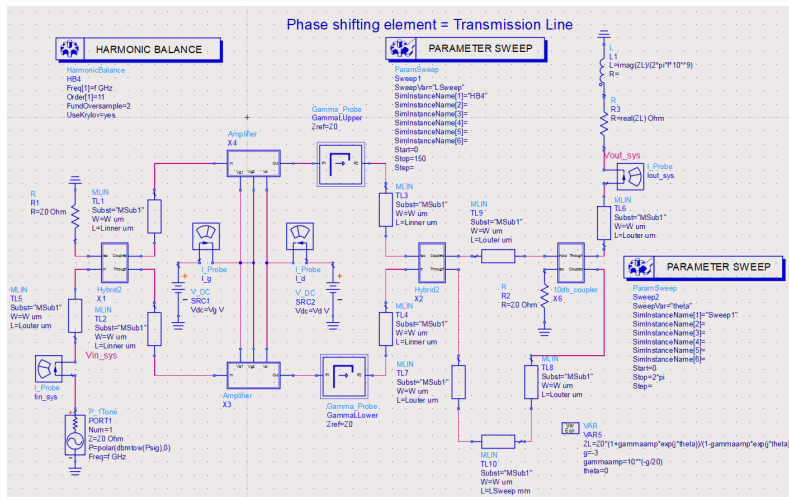 Phase shifting element = Transmission Line
HARMONIC BALANCE
HarmonicBalance
HB4
Freq[1]=f GHz
Order[1]=11
FundOversample=2
UseKrylov=yes
PARAMETER SWEEP
ParamSweep
Sweep1
SweepVar="LSweep"
SimInstanceName[1]="HB4"
SimInstanceName[2]=
SimInstanceName[3]=
SimInstanceName[4]=
SimInstanceName[5]=
SimInstanceName[6]=
Start=0
Stop=150
Step=
L
L1
L=imag(ZL)/(2*pi*f*10**9)
R=
R
R3
R=real(ZL) Ohm
Vout_sys
I_Probe
Iout_sys
Gamma_Probe
GammaLUpper
Zref=Z0
Amplifier
X4
R
R1
R=Z0 Ohm
MLIN
TL1
Subst="MSub1"
W=W um
L=Linner um
MLIN
TL3
Subst="MSub1"
W=W um
L=Linner um
MLIN
TL9
Subst="MSub1"
W=W um
L=Louter um
MLIN
TL6
Subst="MSub1"
W=W um
L=Louter um
I_Probe
I_g
I_Probe
I_d
V_DC
SRC1
Vdc=Vg V
V_DC
SRC2
Vdc=Vd V
Hybrid2
X1
Hybrid2
X2
10db_coupler
X6
R
R2
R=Z0 Ohm
MLIN
TL5
Subst="MSub1"
W=W um
L=Louter um
MLIN
TL2
Subst="MSub1"
W=W um
L=Linner um
MLIN
TL4
Subst="MSub1"
W=W um
L=Linner um
Vin_sys
I_Probe
Iin_sys
P_1Tone
PORT1
Num=1
Z=Z0 Ohm
P=polar(dbmtow(Psig),0)
Freq=f GHz
Amplifier
X3
Gamma_Probe
GammaLLower
Zref=Z0
MLIN
TL7
Subst="MSub1"
W=W um
L=Louter um
MLIN
TL8
Subst="MSub1"
W=W um
L=Louter um
MLIN
TL10
Subst="MSub1"
W=W um
L=LSweep mm
PARAMETER SWEEP
ParamSweep
Sweep2
SweepVar="theta"
SimInstanceName[1]="Sweep1"
SimInstanceName[2]=
SimInstanceName[3]=
SimInstanceName[4]=
SimInstanceName[5]=
SimInstanceName[6]=
Start=0
Stop=2*pi
Step=
Var
Eqn
VAR
VAR5
ZL=Z0*(1+gammaamp*exp(j*theta))/(1-gammaamp*exp(j*theta)
g=-3
gammaamp=10**(-g/20)
theta=0